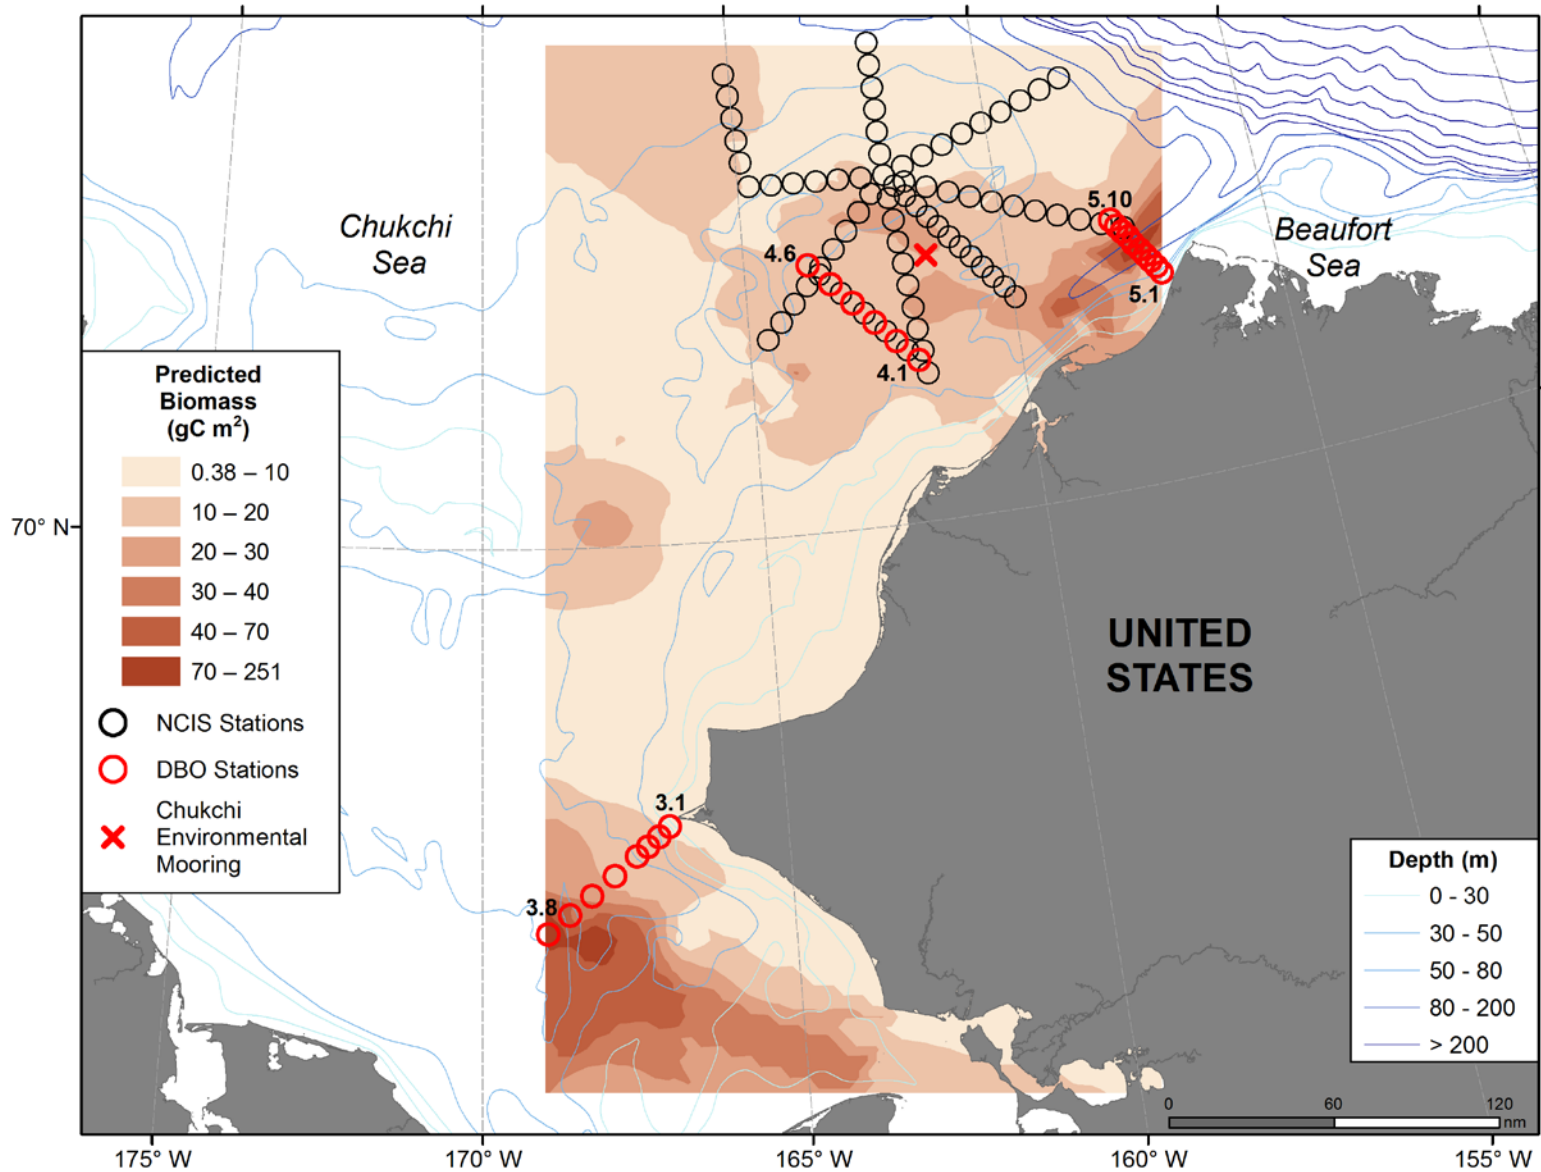 Chukchi
Sea
Beaufort
Sea
5.10
4.6
5.1
4.1
Predicted
Biomass
(gC m²)
0.38 – 10
10 – 20
20 – 30
30 – 40
40 – 70
70 – 251
NCIS Stations
DBO Stations
Chukchi
Environmental
Mooring
70° N
UNITED
STATES
3.1
3.8
Depth (m)
0 - 30
30 - 50
50 - 80
80 - 200
> 200
0 60 120
nm
175° W 170° W 165° W 160° W 155° W